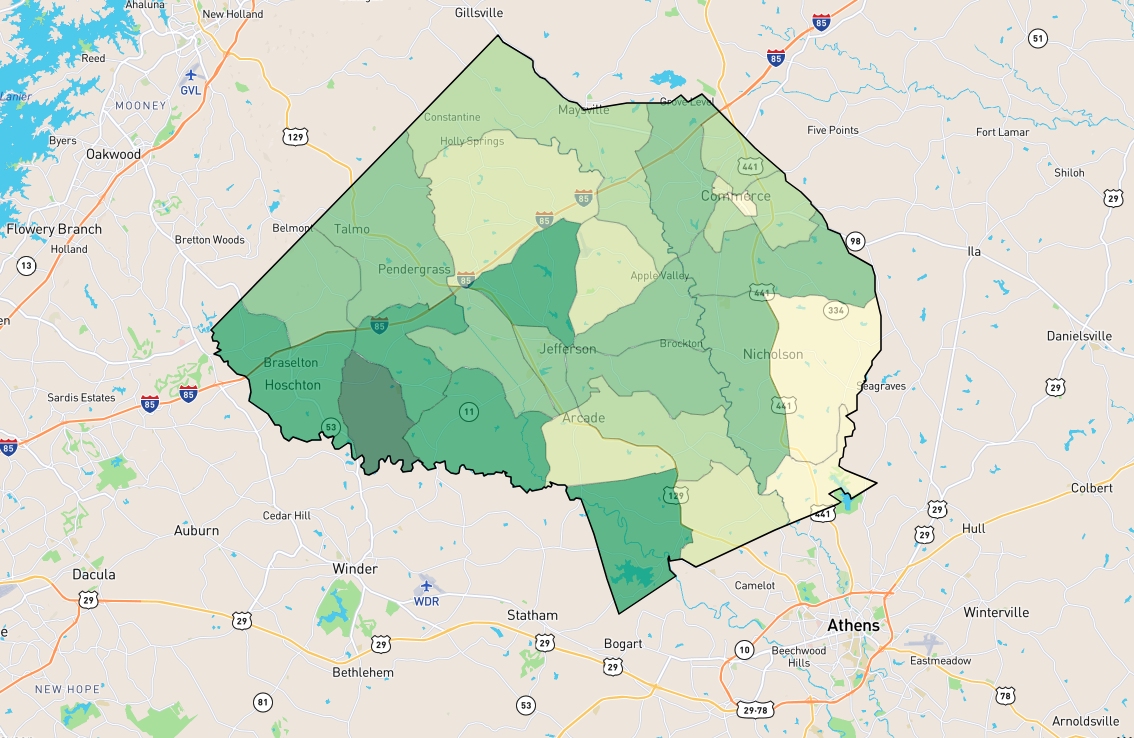 Ahaluna
New Holland
Gillsville
85
51
Reed
85
Lanier
GVL
MOONEY
Grove Level
Maysville
Constantine
129
Five Points
Fort Lamar
Byers
Holly Springs
Oakwood
441
Shiloh
85
Commerce
29
85
Flowery Branch
Belmont
Talmo
Bretton Woods
98
Holland
Ila
13
Pendergrass
85
Apple Valley
441
334
en
85
Danielsville
Jefferson
Brockton
Nicholson
Braselton
Hoschton
Seagraves
29
Sardis Estates
85
85
441
11
Arcade
53
85
Colbert
129
29
441
Cedar Hill
Auburn
29
Hull
Winder
Dacula
Camelot
WDR
29
Statham
Winterville
29
Athens
e
29
29
Bogart
10
Beechwood
Hills
Eastmeadow
29
Bethlehem
NEW HOPE
78
81
53
29-78
Arnoldsville